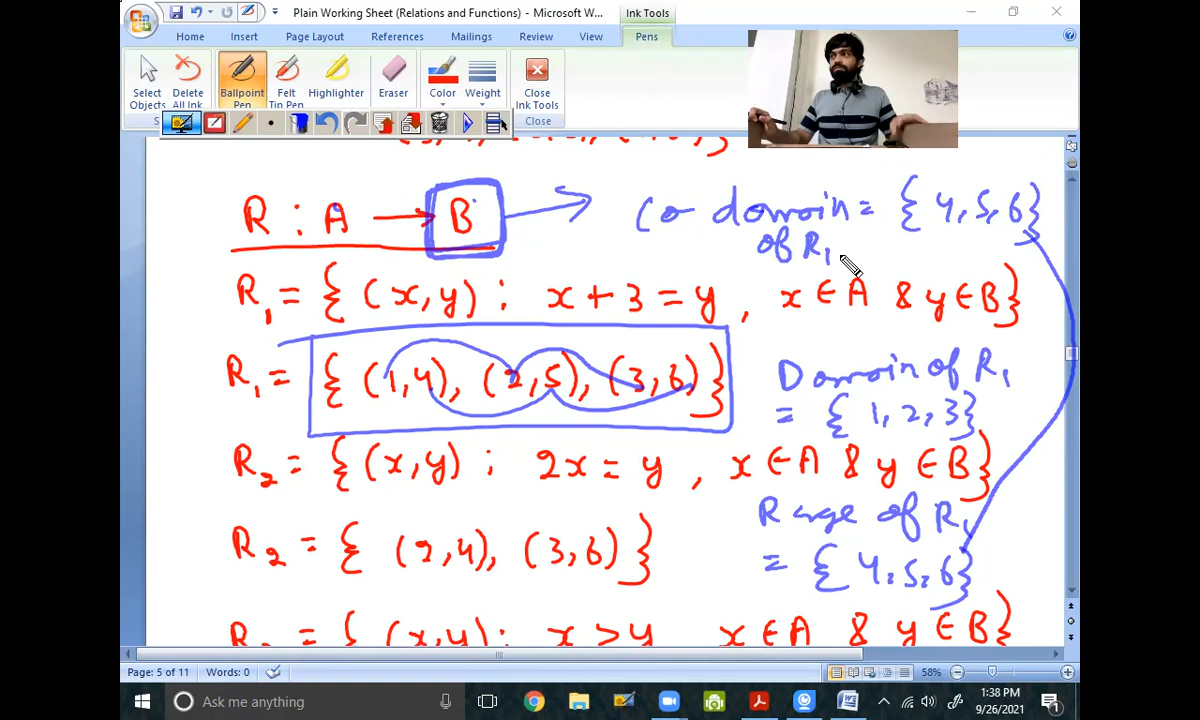 Plain Working Sheet (Relations and Functions) - Microsoft W...
Ink Tools
Home Insert Page Layout References Mailings Review View Pens
Select Objects
Delete All Ink
Ballpoint Pen
Felt Tip Pen
Highlighter
Eraser
Color
Weight
Close Ink Tools
Close
R : A → B → Co domain = { 4, 5, 6}
of R1
R1 = { (x, y) : x + 3 = y , x ∈ A & y ∈ B}
R1 = { (1,4), (2,5), (3,6)}
Domain of R1
= { 1, 2, 3}
R2 = {(x, y) ; 2x = y , x ∈ A & y ∈ B}
Range of R1
= { 4, 5, 6}
R2 = { (2,4), (3,6)}
{ (x,y); x > y x ∈ A & y ∈ B}
Page: 5 of 11 Words: 0 58%
Ask me anything
1:38 PM
9/26/2021